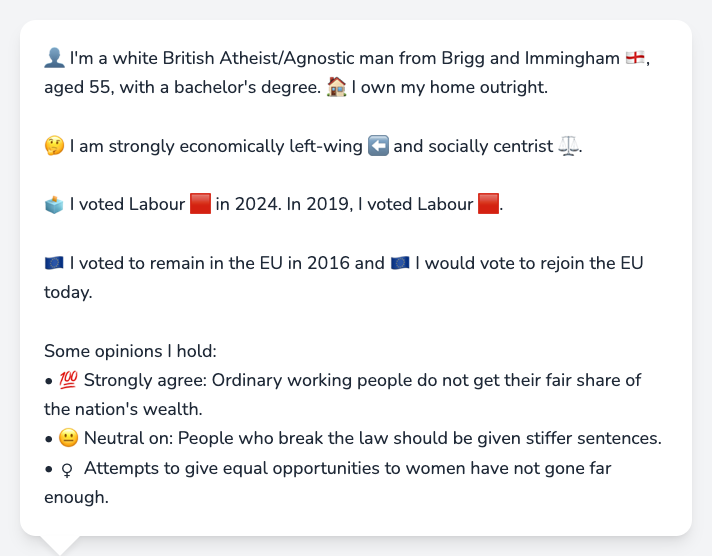 👤 I'm a white British Atheist/Agnostic man from Brigg and Immingham 🏴󠁧󠁢󠁥󠁮󠁧󠁿,
aged 55, with a bachelor's degree. 🏠 I own my home outright.
🤔 I am strongly economically left-wing ⬅️ and socially centrist ⚖️.
🗳️ I voted Labour 🟥 in 2024. In 2019, I voted Labour 🟥.
🇪🇺 I voted to remain in the EU in 2016 and 🇪🇺 I would vote to rejoin the EU
today.
Some opinions I hold:
• 💯 Strongly agree: Ordinary working people do not get their fair share of
the nation's wealth.
• 😐 Neutral on: People who break the law should be given stiffer sentences.
• ♀ Attempts to give equal opportunities to women have not gone far
enough.